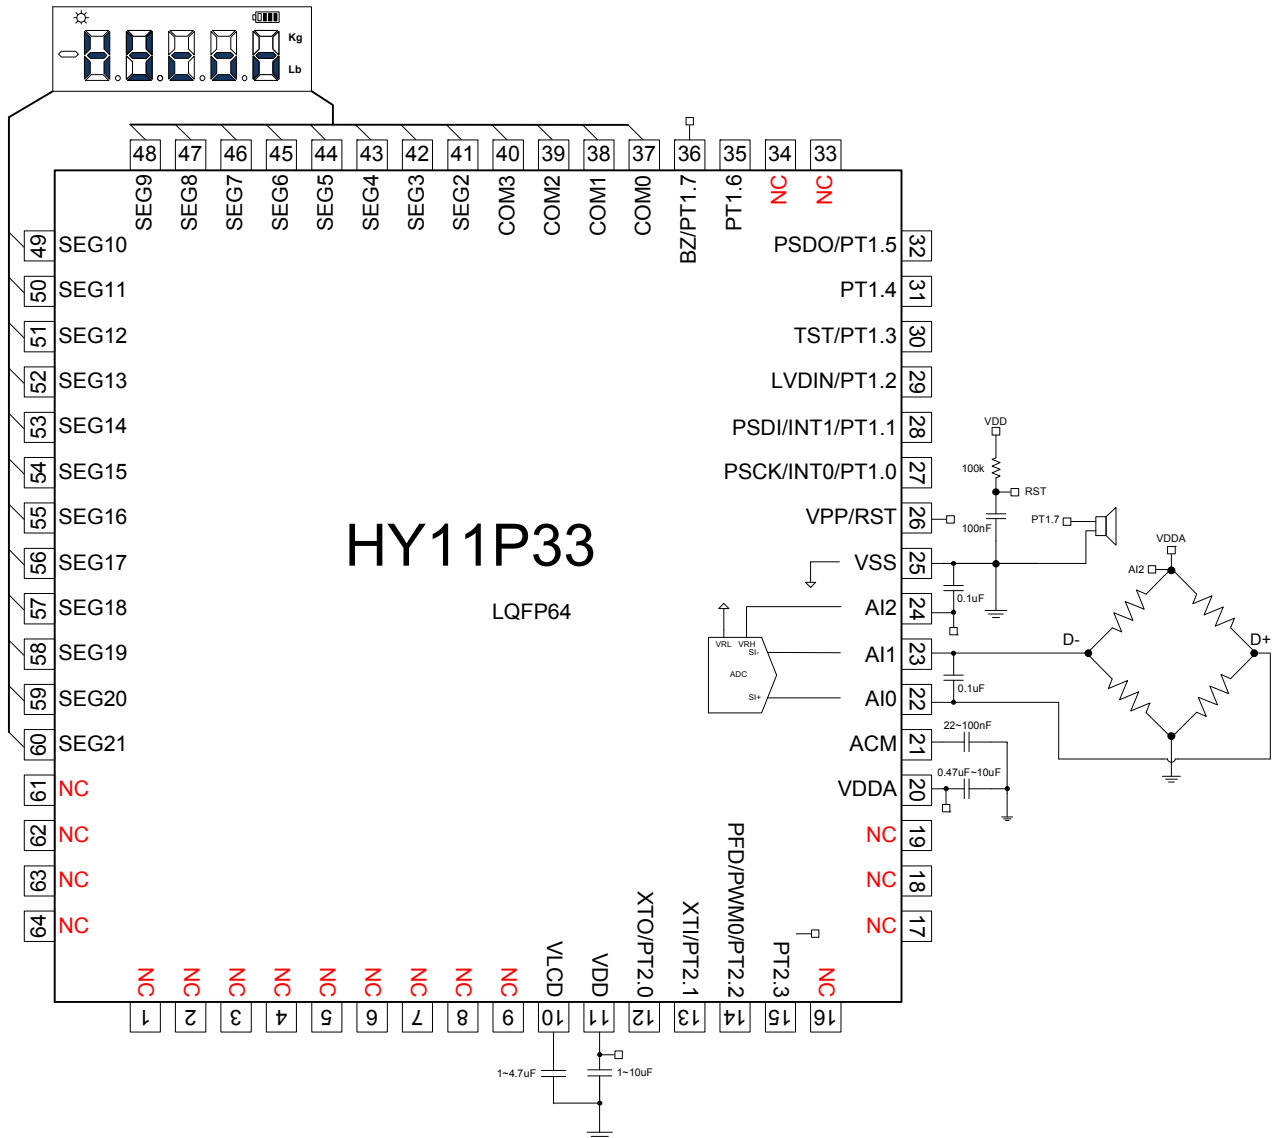 Kg
Lb
48 47 46 45 44 43 42 41 40 39 38 37 36 35 34 33
SEG9 SEG8 SEG7 SEG6 SEG5 SEG4 SEG3 SEG2 COM3 COM2 COM1 COM0 BZ/PT1.7 PT1.6 NC NC
49 SEG10
50 SEG11
51 SEG12
52 SEG13
53 SEG14
54 SEG15
55 SEG16
56 SEG17
57 SEG18
58 SEG19
59 SEG20
60 SEG21
61 NC
62 NC
63 NC
64 NC
HY11P33
LQFP64
PSDO/PT1.5 32
PT1.4 31
TST/PT1.3 30
LVDIN/PT1.2 29
PSDI/INT1/PT1.1 28
PSCK/INT0/PT1.0 27
VPP/RST 26
VSS 25
AI2 24
AI1 23
AI0 22
ACM 21
VDDA 20
NC 19
NC 18
NC 17
VRL VRH
SI-
ADC
SI+
VDD
100k
RST
100nF
PT1.7
0.1uF
0.1uF
VDDA
AI2
D-
D+
22~100nF
0.47uF~10uF
NC NC NC NC NC NC NC NC NC VLCD VDD XTO/PT2.0 XTI/PT2.1 PFD/PWM0/PT2.2 PT2.3 NC
1 2 3 4 5 6 7 8 9 10 11 12 13 14 15 16
1~4.7uF
1~10uF